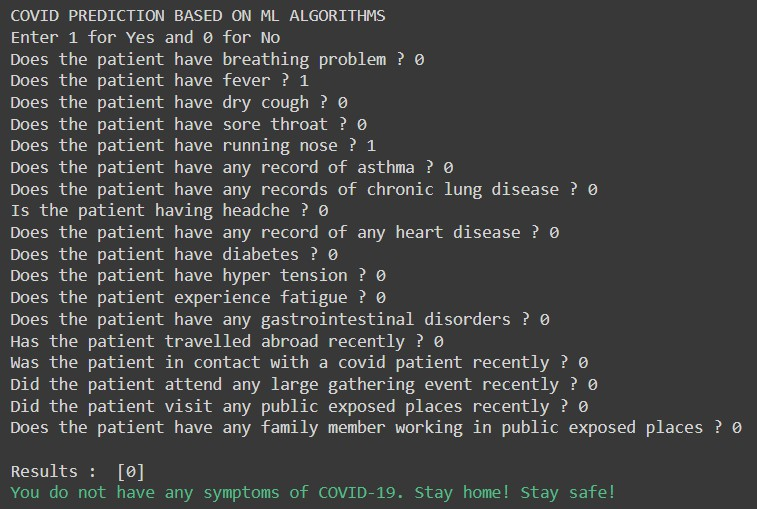 COVID PREDICTION BASED ON ML ALGORITHMS
Enter 1 for Yes and 0 for No
Does the patient have breathing problem ? 0
Does the patient have fever ? 1
Does the patient have dry cough ? 0
Does the patient have sore throat ? 0
Does the patient have running nose ? 1
Does the patient have any record of asthma ? 0
Does the patient have any records of chronic lung disease ? 0
Is the patient having headche ? 0
Does the patient have any record of any heart disease ? 0
Does the patient have diabetes ? 0
Does the patient have hyper tension ? 0
Does the patient experience fatigue ? 0
Does the patient have any gastrointestinal disorders ? 0
Has the patient travelled abroad recently ? 0
Was the patient in contact with a covid patient recently ? 0
Did the patient attend any large gathering event recently ? 0
Did the patient visit any public exposed places recently ? 0
Does the patient have any family member working in public exposed places ? 0
Results :  [0]
You do not have any symptoms of COVID-19. Stay home! Stay safe!